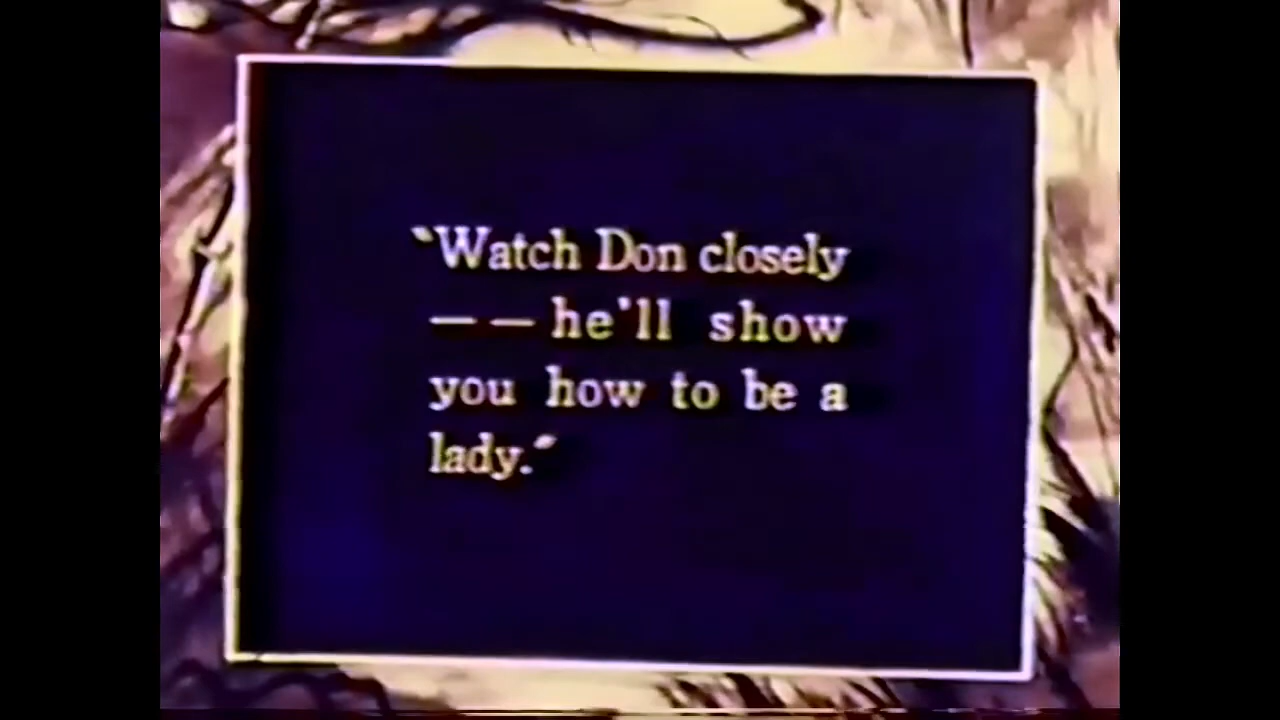 “Watch Don closely
— — he'll show
you how to be a
lady.”